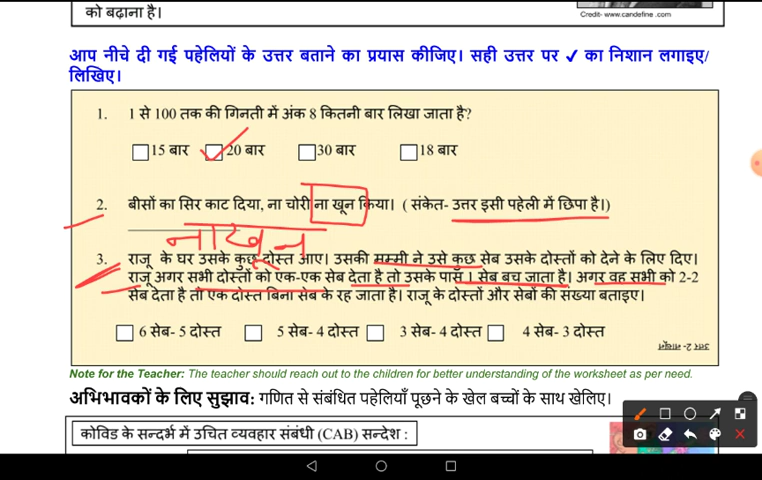 को बढ़ाना है।
Credit- www.candefine .com
आप नीचे दी गई पहेलियों के उत्तर बताने का प्रयास कीजिए। सही उत्तर पर ✓ का निशान लगाइए/
लिखिए।
1. 1 से 100 तक की गिनती में अंक 8 कितनी बार लिखा जाता है?
15 बार 20 बार 30 बार 18 बार
2. बीसों का सिर काट दिया, ना चोरी ना खून किया। ( संकेत- उत्तर इसी पहेली में छिपा है।)
नाखून
3. राजू के घर उसके कुछ दोस्त आए। उसकी मम्मी ने उसे कुछ सेब उसके दोस्तों को देने के लिए दिए।
राजू अगर सभी दोस्तों को एक-एक सेब देता है तो उसके पास 1 सेब बच जाता है। अगर वह सभी को 2-2
सेब देता है तो एक दोस्त बिना सेब के रह जाता है। राजू के दोस्तों और सेबों की संख्या बताइए।
6 सेब- 5 दोस्त 5 सेब- 4 दोस्त 3 सेब- 4 दोस्त 4 सेब- 3 दोस्त
उत्तर 2- नाखून
Note for the Teacher: The teacher should reach out to the children for better understanding of the worksheet as per need.
अभिभावकों के लिए सुझाव: गणित से संबंधित पहेलियाँ पूछने के खेल बच्चों के साथ खेलिए।
कोविड के सन्दर्भ में उचित व्यवहार संबंधी (CAB) सन्देश :